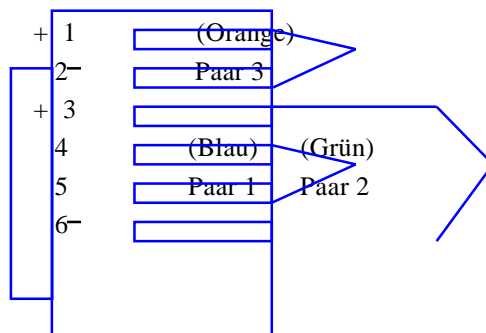 + 1 (Orange)
2− Paar 3
+ 3
4 (Blau) (Grün)
5 Paar 1 Paar 2
6−